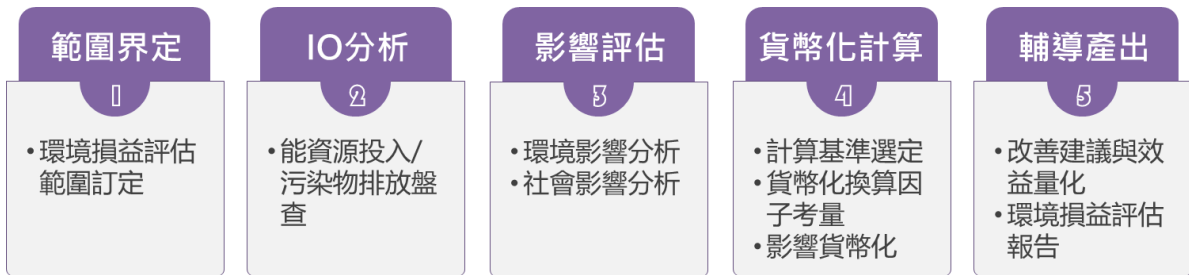 範圍界定
1
•環境損益評估
範圍訂定
IO分析
2
•能資源投入/
污染物排放盤
查
影響評估
3
•環境影響分析
•社會影響分析
貨幣化計算
4
•計算基準選定
•貨幣化換算因
子考量
•影響貨幣化
輔導產出
5
•改善建議與效
益量化
•環境損益評估
報告